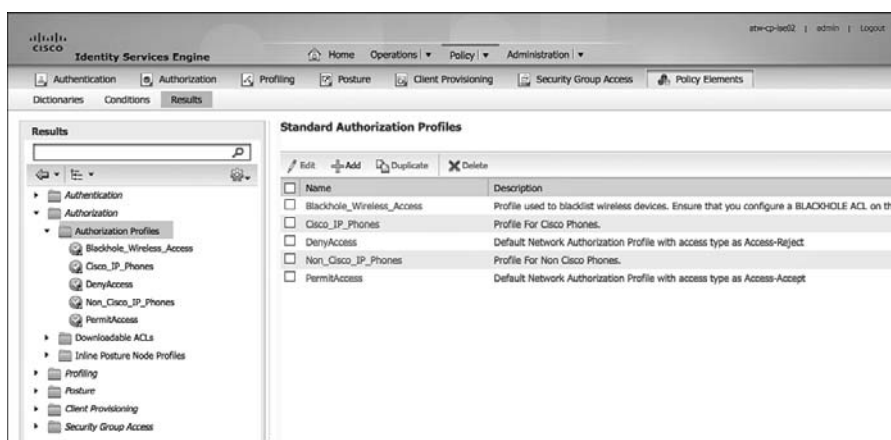 atw-cp-ise02 | admin | Logout
CISCO
Identity Services Engine
Home Operations Policy Administration
Authentication Authorization Profiling Posture Client Provisioning Security Group Access Policy Elements
Dictionaries Conditions Results
Results
Authentication
Authorization
Authorization Profiles
Blackhole_Wireless_Access
Cisco_IP_Phones
DenyAccess
Non_Cisco_IP_Phones
PermitAccess
Downloadable ACLs
Inline Posture Node Profiles
Profiling
Posture
Client Provisioning
Security Group Access
Standard Authorization Profiles
Edit Add Duplicate Delete
Name Description
Blackhole_Wireless_Access Profile used to blacklist wireless devices. Ensure that you configure a BLACKHOLE ACL on th
Cisco_IP_Phones Profile For Cisco Phones.
DenyAccess Default Network Authorization Profile with access type as Access-Reject
Non_Cisco_IP_Phones Profile For Non Cisco Phones.
PermitAccess Default Network Authorization Profile with access type as Access-Accept